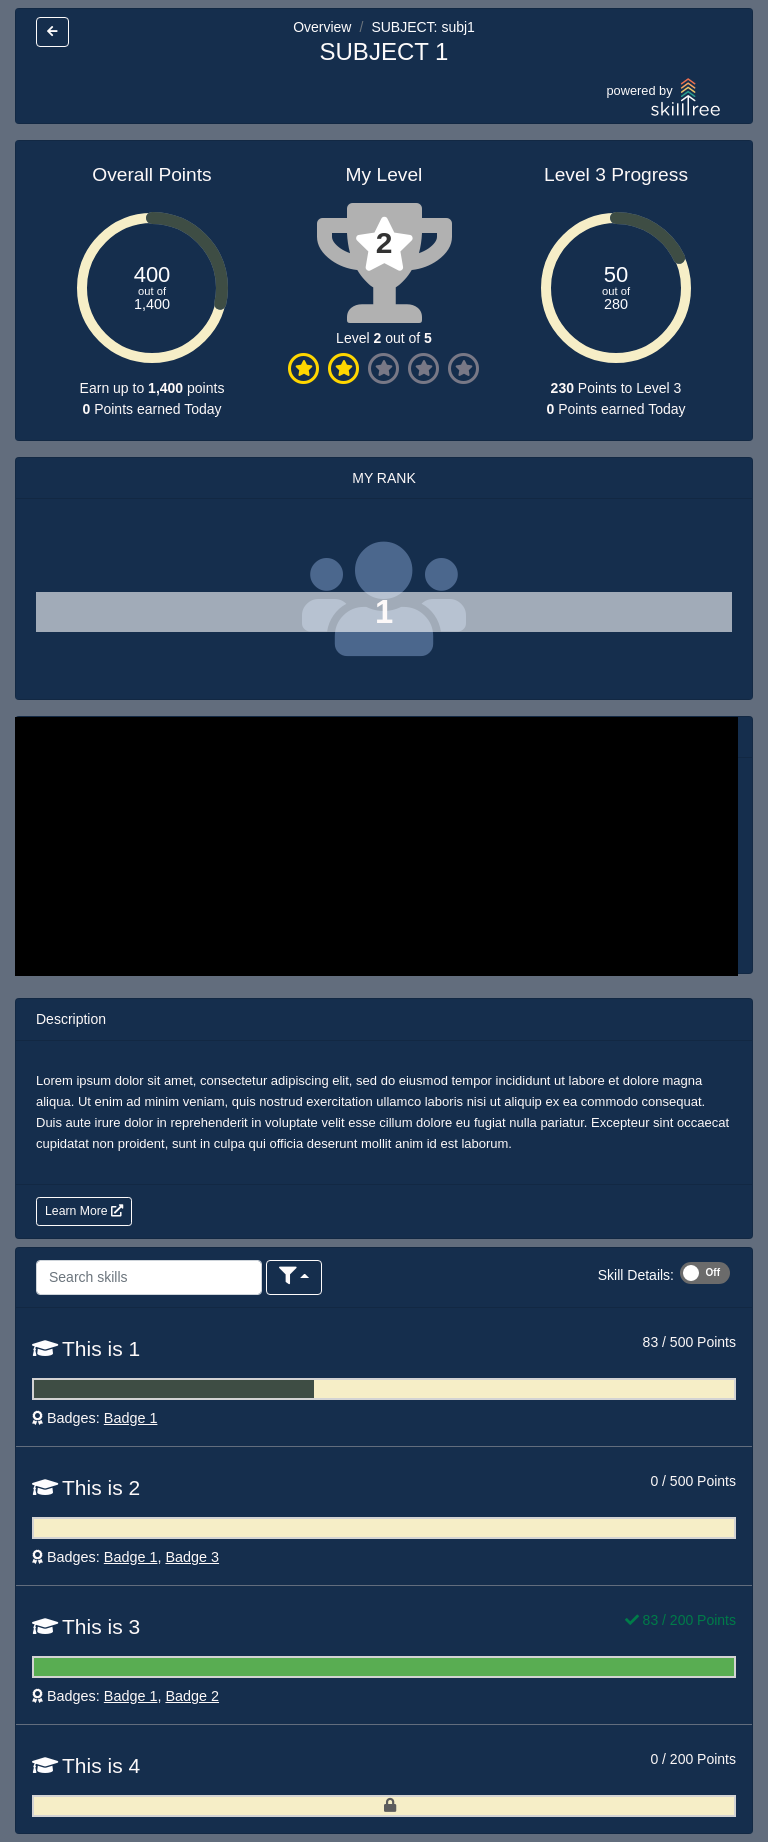 Overview / SUBJECT: subj1
SUBJECT 1
powered by
skilltree
Overall Points
400
out of
1,400
Earn up to 1,400 points
0 Points earned Today
My Level
2
Level 2 out of 5
Level 3 Progress
50
out of
280
230 Points to Level 3
0 Points earned Today
MY RANK
1
Description
Lorem ipsum dolor sit amet, consectetur adipiscing elit, sed do eiusmod tempor incididunt ut labore et dolore magna
aliqua. Ut enim ad minim veniam, quis nostrud exercitation ullamco laboris nisi ut aliquip ex ea commodo consequat.
Duis aute irure dolor in reprehenderit in voluptate velit esse cillum dolore eu fugiat nulla pariatur. Excepteur sint occaecat
cupidatat non proident, sunt in culpa qui officia deserunt mollit anim id est laborum.
Learn More
Search skills
Skill Details: Off
This is 1
83 / 500 Points
Badges: Badge 1
This is 2
0 / 500 Points
Badges: Badge 1, Badge 3
This is 3
83 / 200 Points
Badges: Badge 1, Badge 2
This is 4
0 / 200 Points